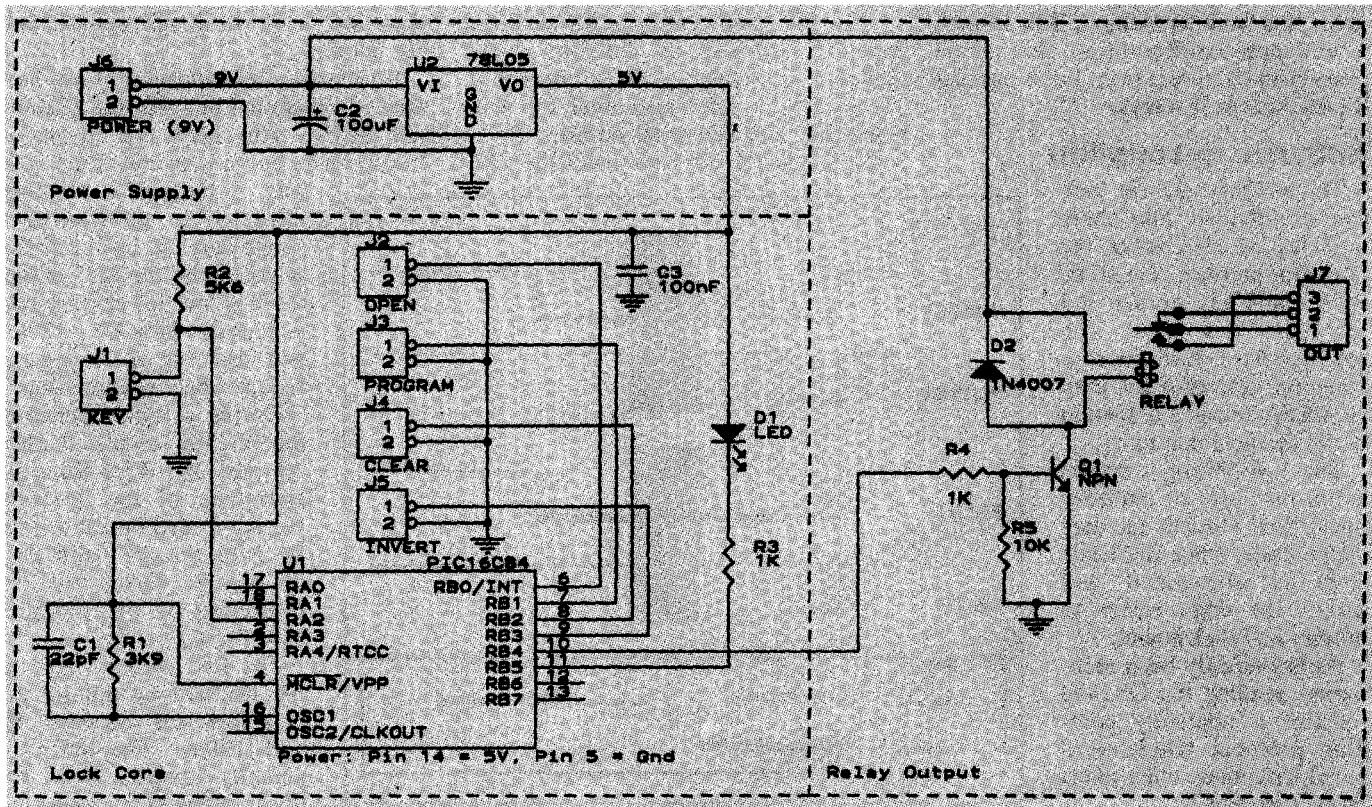 J6
1
2
POWER (9V)
9V
C2
100uF
U2
78L05
VI
VO
GND
5V
Power Supply
R2
5K6
J1
1
2
KEY
J2
1
2
OPEN
J3
1
2
PROGRAM
J4
1
2
CLEAR
J5
1
2
INVERT
C3
100nF
D1
LED
R3
1K
U1
PIC16C84
17 RA0
18 RA1
1 RA2
2 RA3
3 RA4/RTCC
4 MCLR/VPP
16 OSC1
15 OSC2/CLKOUT
RB0/INT 6
RB1 7
RB2 8
RB3 9
RB4 10
RB5 11
RB6 12
RB7 13
C1
22pF
R1
3K9
Power: Pin 14 = 5V, Pin 5 = Gnd
Lock Core
D2
1N4007
RELAY
J7
3
2
1
OUT
R4
1K
Q1
NPN
R5
10K
Relay Output